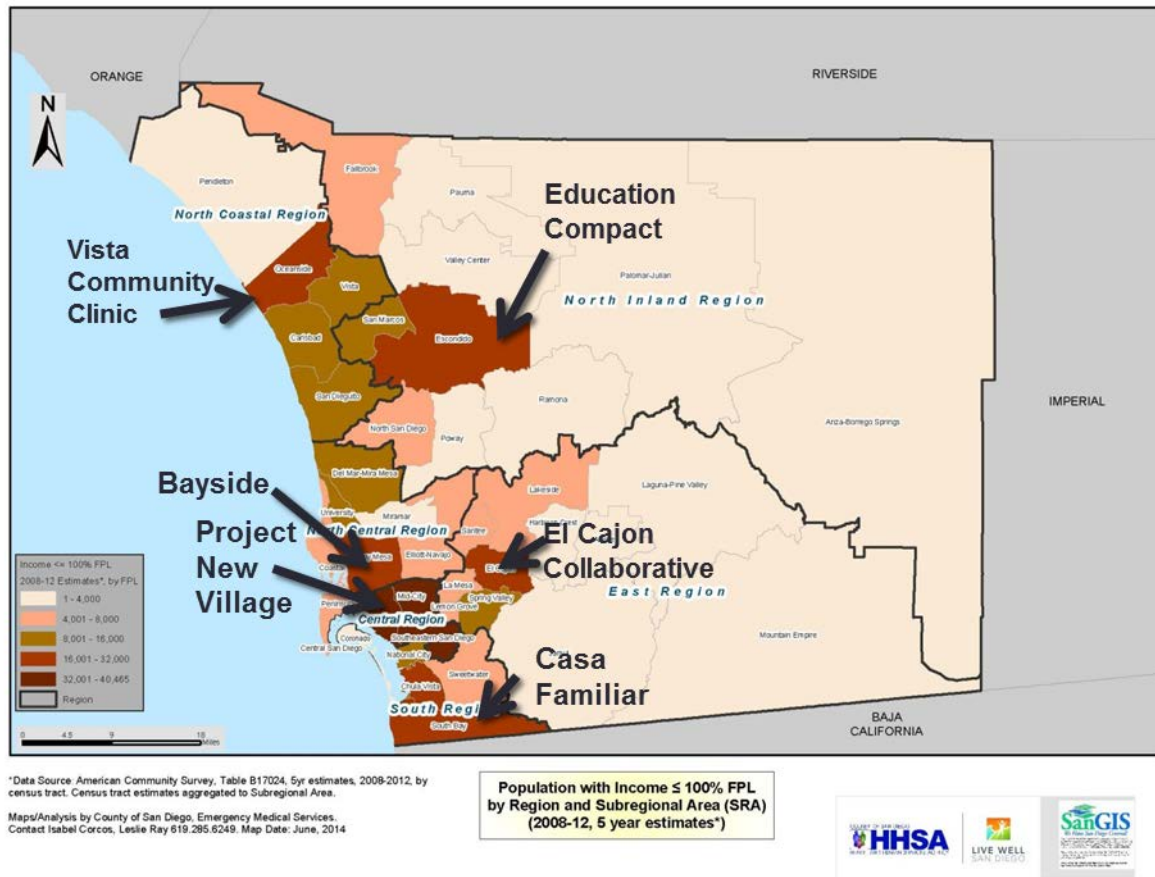 ORANGE
RIVERSIDE
N
Fallbrook
Pendleton
Pauma
North Coastal Region
Education
Compact
Vista
Community
Clinic
Valley Center
Oceanside
Vista
Palomar-Julian
North Inland Region
San Marcos
Carlsbad
Escondido
IMPERIAL
San Dieguito
Ramona
North San Diego
Poway
Anza-Borrego Springs
Del Mar-Mira Mesa
Lakeside
Laguna-Pine Valley
Bayside
University
Miramar
North Central Region
Santee
Project
New
Village
Mesa
Elliott-Navajo
El Cajon
Collaborative
Coastal
Mid-City
La Mesa
Lemon Grove
Spring Valley
East Region
Central Region
Coronado
Southeastern San Diego
Central San Diego
National City
Mountain Empire
Sweetwater
Casa
Familiar
Chula Vista
South Regi
South Bay
BAJA
CALIFORNIA
Income <= 100% FPL
2008-12 Estimates*, by FPL
1 - 4,000
4,001 - 8,000
8,001 - 16,000
16,001 - 32,000
32,001 - 40,465
Region
0 4.5 9 18
Miles
*Data Source: American Community Survey, Table B17024, 5yr estimates, 2008-2012, by
census tract. Census tract estimates aggregated to Subregional Area.
Maps/Analysis by County of San Diego, Emergency Medical Services.
Contact Isabel Corcos, Leslie Ray 619.285.6249. Map Date: June, 2014
Population with Income ≤ 100% FPL
by Region and Subregional Area (SRA)
(2008-12, 5 year estimates*)
COUNTY OF SAN DIEGO
HHSA
LIVE WELL
SAN DIEGO
SanGIS